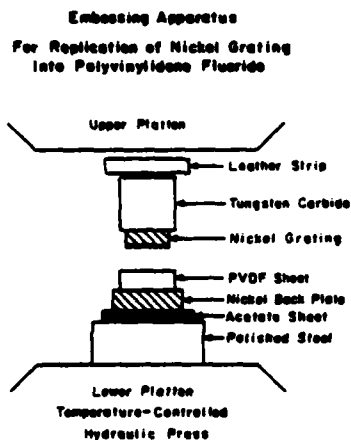 Embossing Apparatus
For Replication of Nickel Grating
Into Polyvinylidene Fluoride
Upper Platten
Leather Strip
Tungsten Carbide
Nickel Grating
PVDF Sheet
Nickel Back Plate
Acetate Sheet
Polished Steel
Lower Platten
Temperature-Controlled
Hydraulic Press